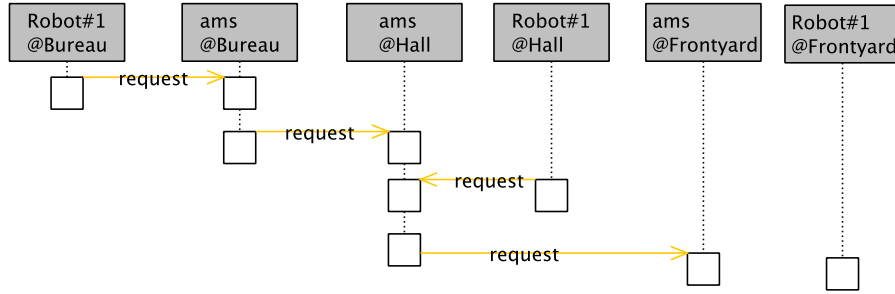 Robot#1
@Bureau
ams
@Bureau
ams
@Hall
Robot#1
@Hall
ams
@Frontyard
Robot#1
@Frontyard
request
request
request
request